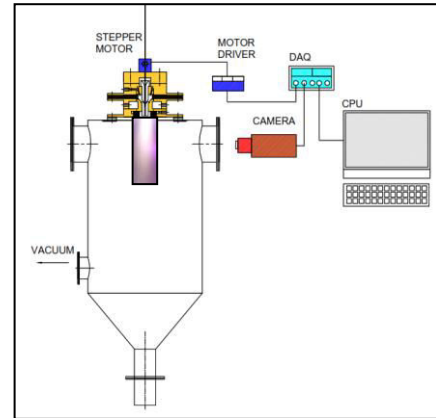 STEPPER
MOTOR
MOTOR
DRIVER
DAQ
CPU
CAMERA
VACUUM